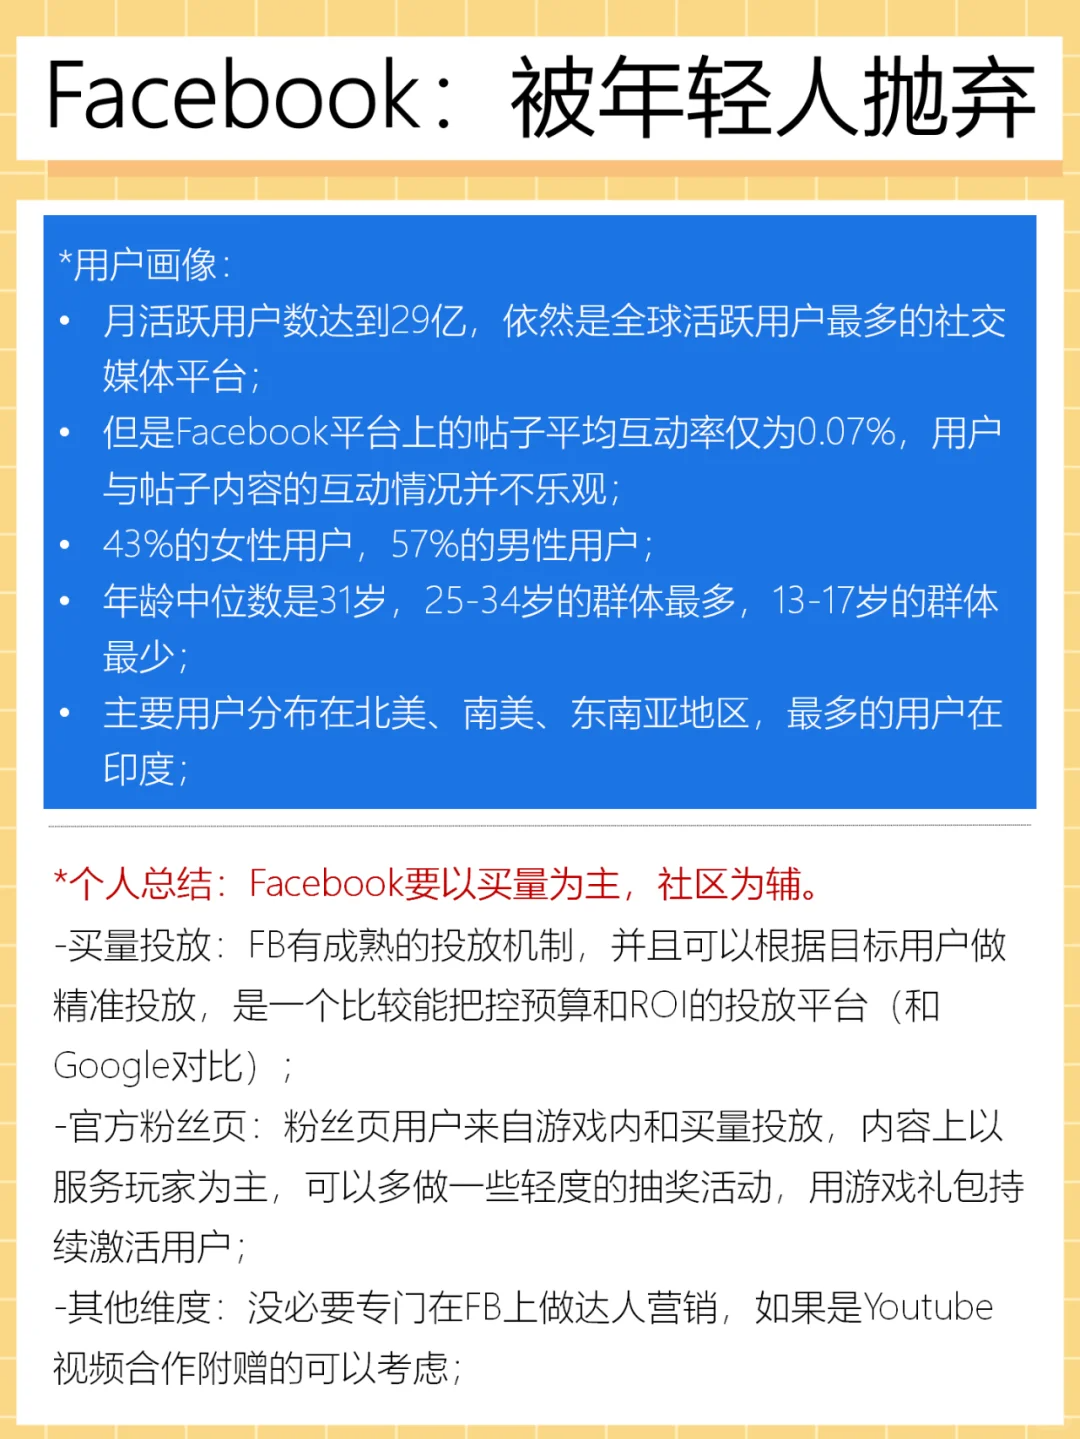 Facebook：被年轻人抛弃
*用户画像：
• 月活跃用户数达到29亿，依然是全球活跃用户最多的社交
媒体平台；
• 但是Facebook平台上的帖子平均互动率仅为0.07%，用户
与帖子内容的互动情况并不乐观；
• 43%的女性用户，57%的男性用户；
• 年龄中位数是31岁，25-34岁的群体最多，13-17岁的群体
最少；
• 主要用户分布在北美、南美、东南亚地区，最多的用户在
印度；
*个人总结：Facebook要以买量为主，社区为辅。
-买量投放：FB有成熟的投放机制，并且可以根据目标用户做
精准投放，是一个比较能把控预算和ROI的投放平台（和
Google对比）；
-官方粉丝页：粉丝页用户来自游戏内和买量投放，内容上以
服务玩家为主，可以多做一些轻度的抽奖活动，用游戏礼包持
续激活用户；
-其他维度：没必要专门在FB上做达人营销，如果是Youtube
视频合作附赠的可以考虑；